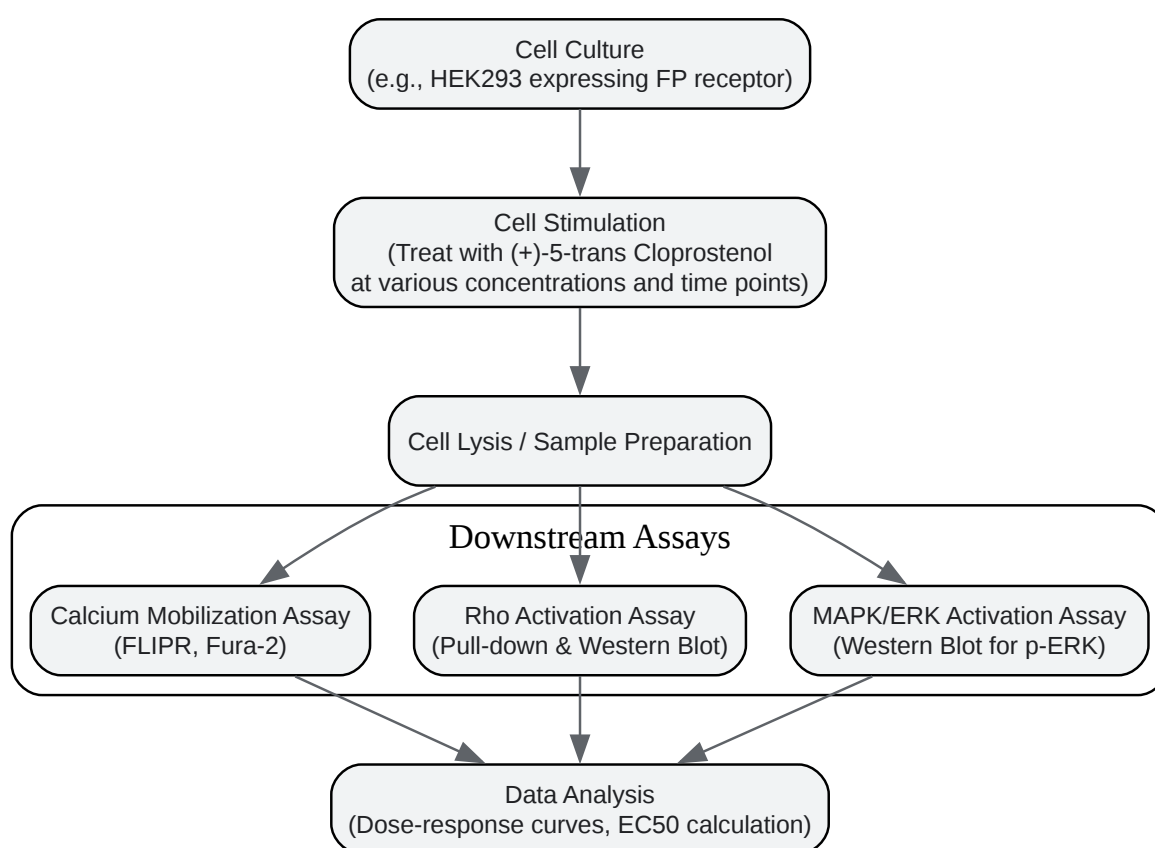 Cell Culture
(e.g., HEK293 expressing FP receptor)
Cell Stimulation
(Treat with (+)-5-trans Cloprostenol
at various concentrations and time points)
Cell Lysis / Sample Preparation
Downstream Assays
Calcium Mobilization Assay
(FLIPR, Fura-2)
Rho Activation Assay
(Pull-down & Western Blot)
MAPK/ERK Activation Assay
(Western Blot for p-ERK)
Data Analysis
(Dose-response curves, EC50 calculation)